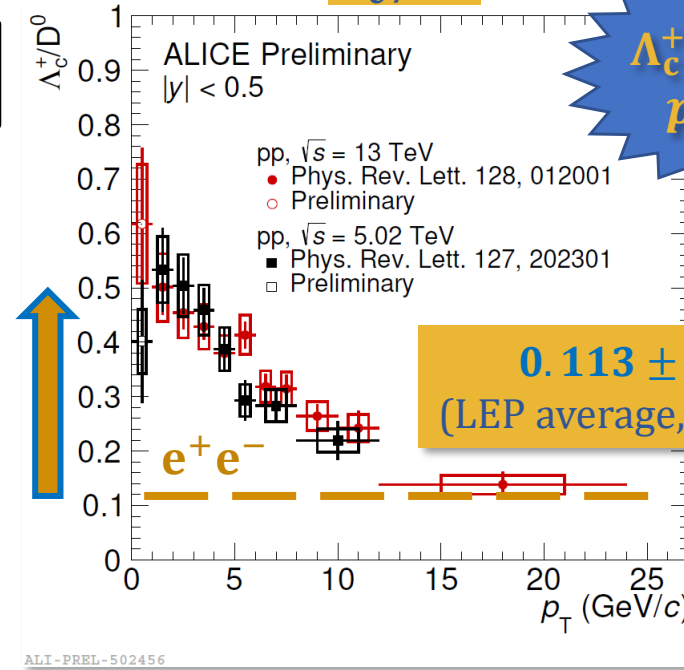 Λc+/D0
ALICE Preliminary
|y| < 0.5
Λc+
p
pp, √s = 13 TeV
Phys. Rev. Lett. 128, 012001
Preliminary
pp, √s = 5.02 TeV
Phys. Rev. Lett. 127, 202301
Preliminary
0.113 ±
(LEP average,
e+e−
1
0.9
0.8
0.7
0.6
0.5
0.4
0.3
0.2
0.1
0
0 5 10 15 20 25
pT (GeV/c)
ALI-PREL-502456